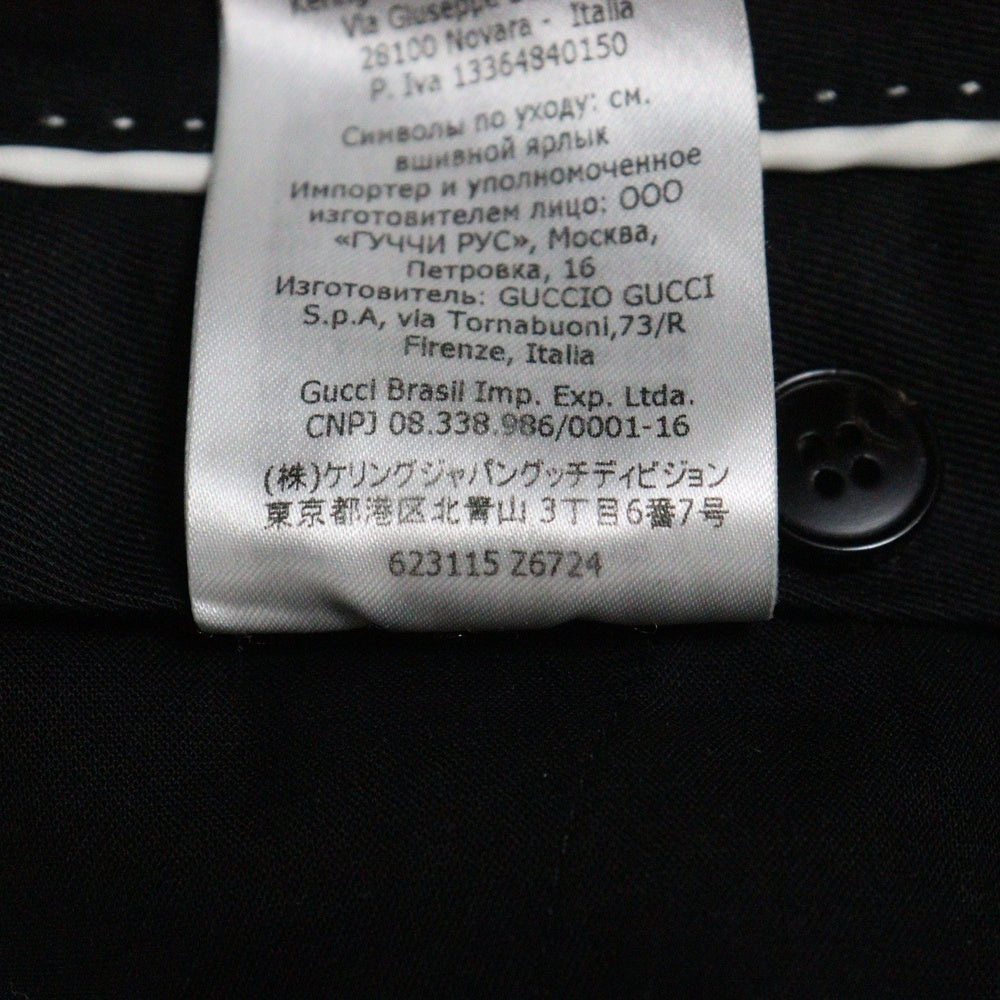 Via Giuseppe
Italia
28100 Novara - Italia
P. Iva 13364840150
Символы по уходу: см.
вшивной ярлык
Импортер и уполномоченное
изготовителем лицо: ООО
«ГУЧЧИ РУС», Москва,
Петровка, 16
Изготовитель: GUCCIO GUCCI
S.p.A, via Tornabuoni,73/R
Firenze, Italia
Gucci Brasil Imp. Exp. Ltda.
CNPJ 08.338.986/0001-16
(株)ケリングジャパングッチディビジョン
東京都港区北青山 3丁目6番7号
623115 Z6724